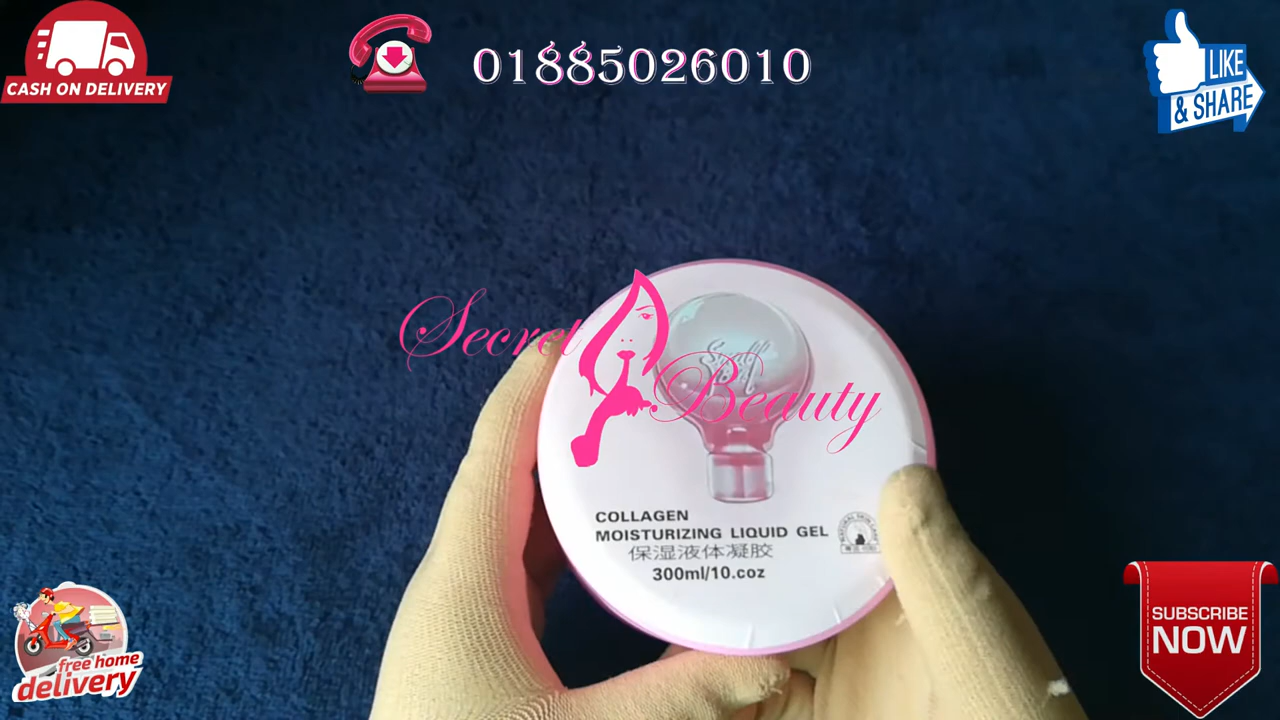 CASH ON DELIVERY
01885026010
LIKE
& SHARE
Secret
Beauty
COLLAGEN
MOISTURIZING LIQUID GEL
保湿液体凝胶
300ml/10.coz
free home
delivery
SUBSCRIBE
NOW